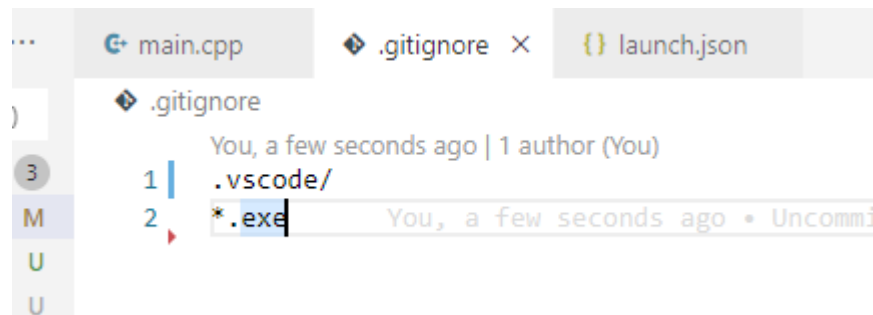 ... main.cpp .gitignore × {} launch.json
.gitignore
)
You, a few seconds ago | 1 author (You)
3
1 .vscode/
M 2 *.exe You, a few seconds ago • Uncommi
U
U